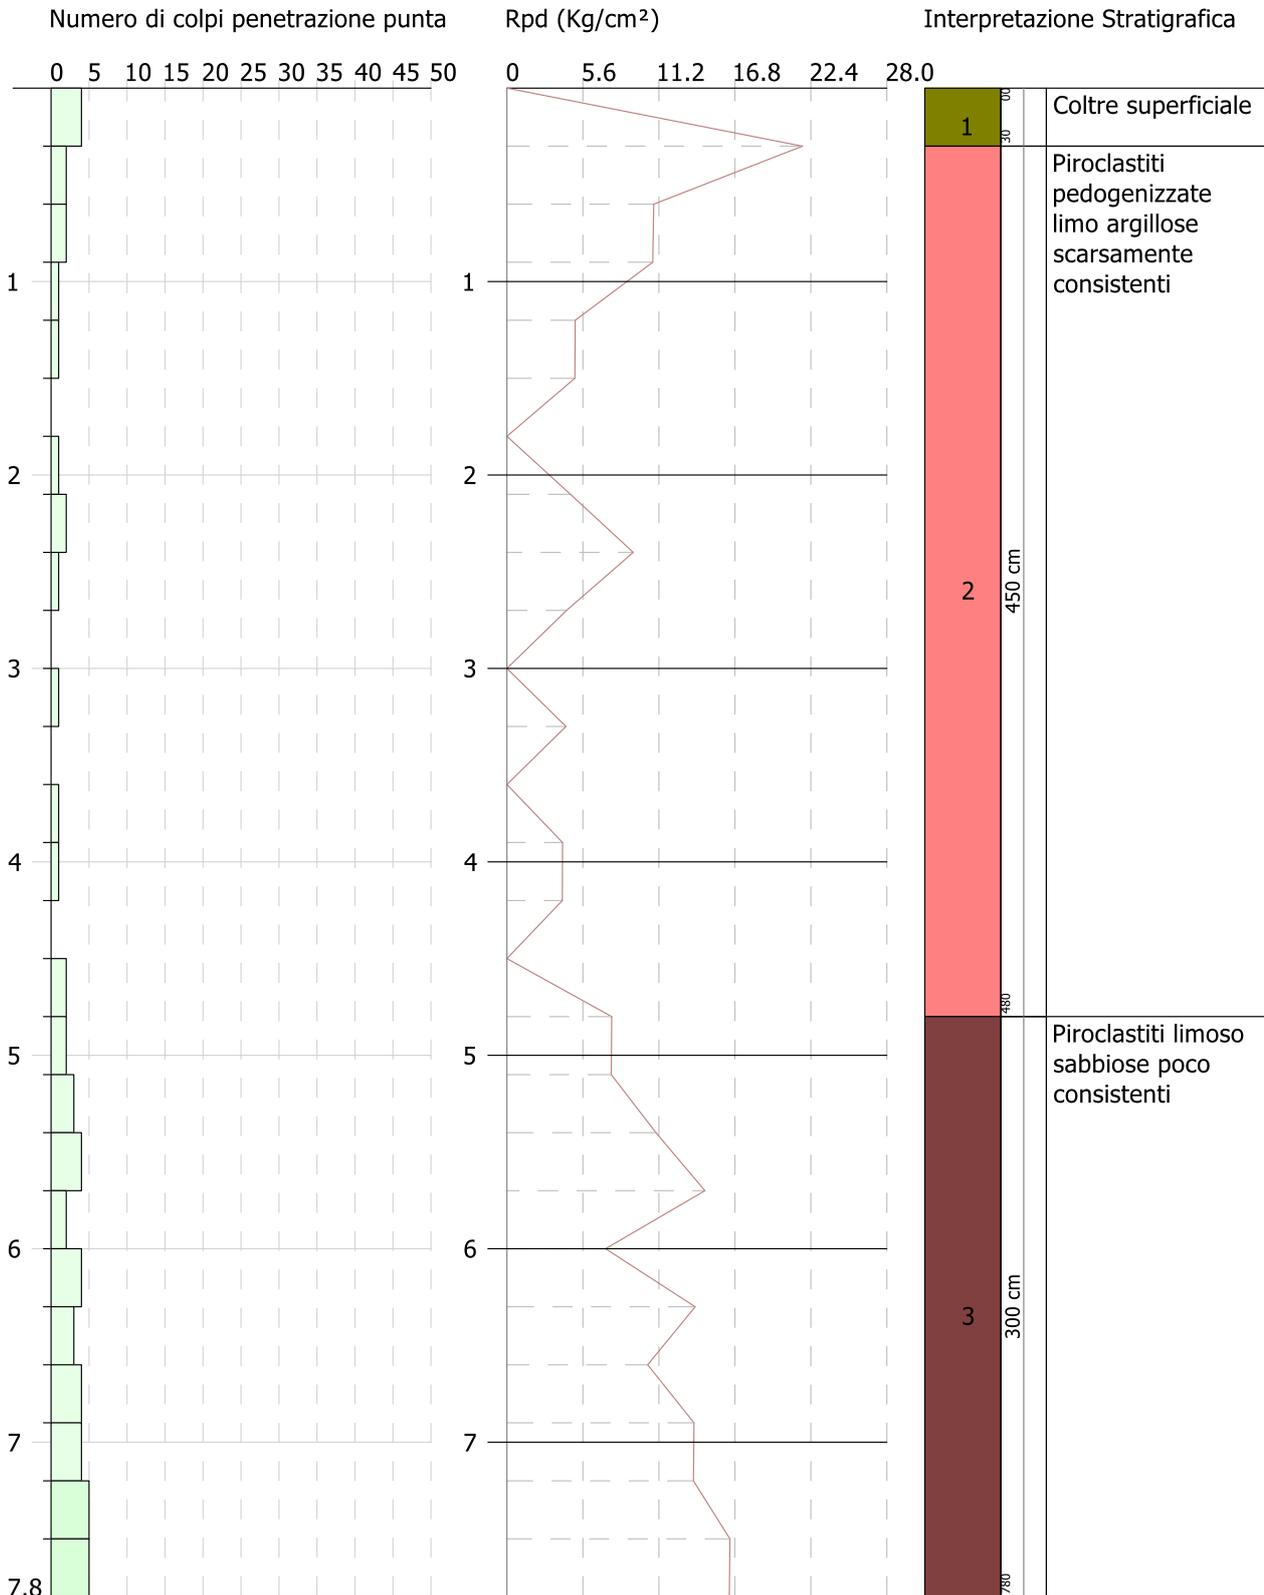 Numero di colpi penetrazione punta
Rpd (Kg/cm²)
Interpretazione Stratigrafica
0 5 10 15 20 25 30 35 40 45 50
0 5.6 11.2 16.8 22.4 28.0
1
2
3
4
5
6
7
7.8
1
2
3
4
5
6
7
1
00
30
Coltre superficiale
2
450 cm
480
Piroclastiti
pedogenizzate
limo argillose
scarsamente
consistenti
3
300 cm
780
Piroclastiti limoso
sabbiose poco
consistenti